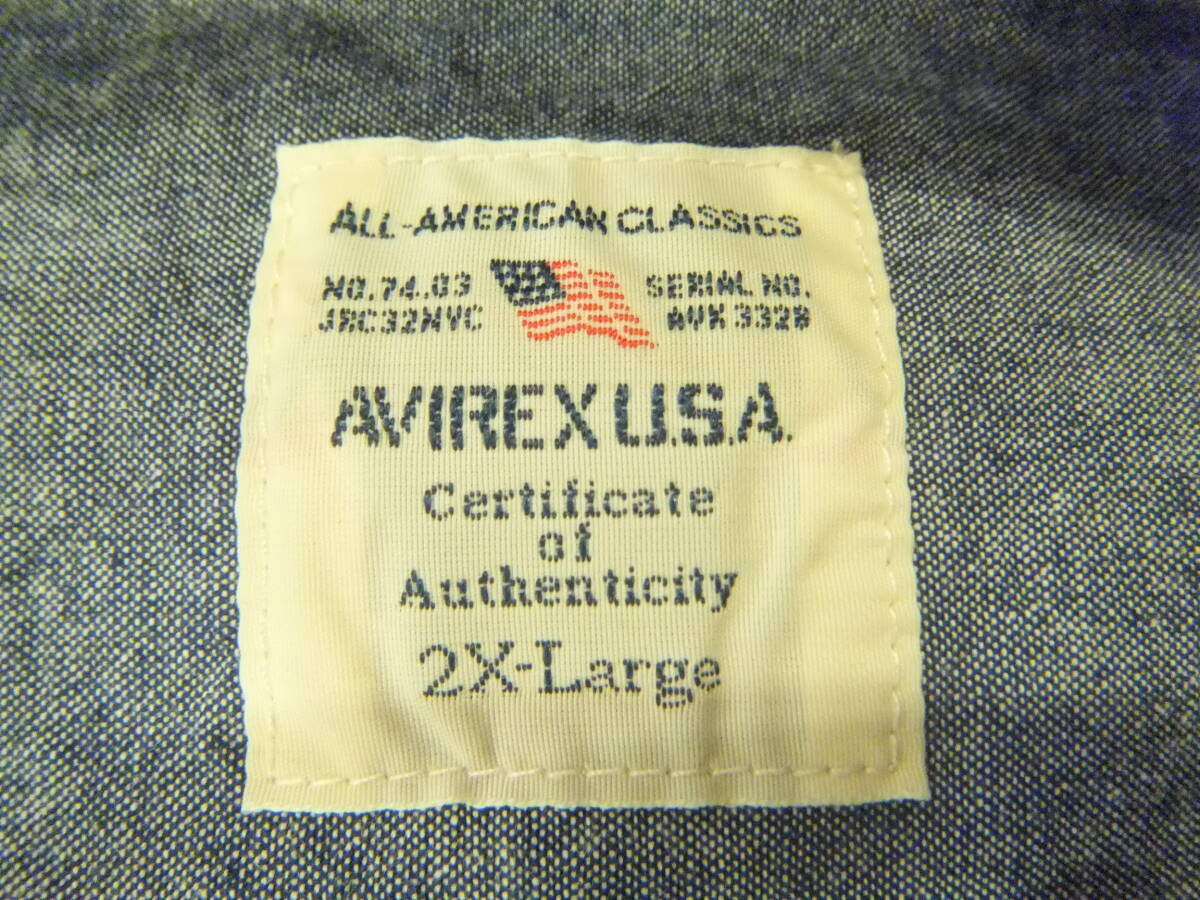 ALL-AMERICAN CLASSICS
NO.74.03 SERIAL NO.
JRC32NYC AVX 3328
AVIREX U.S.A.
Certificate
of
Authenticity
2X-Large